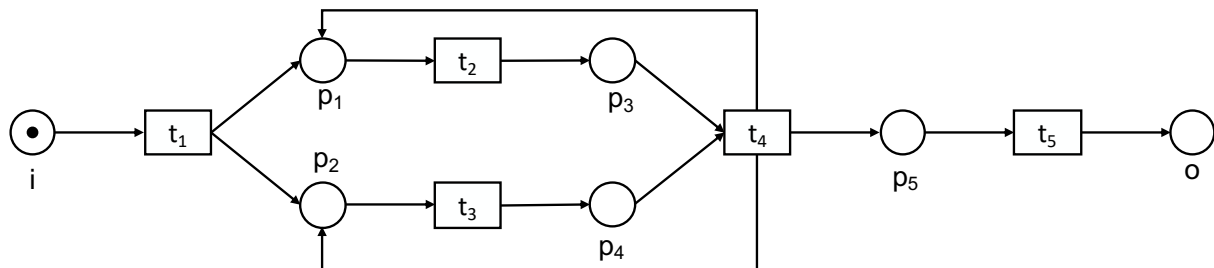 p₁
t₂
p₃
i
t₁
p₂
t₃
p₄
t₄
p₅
t₅
o